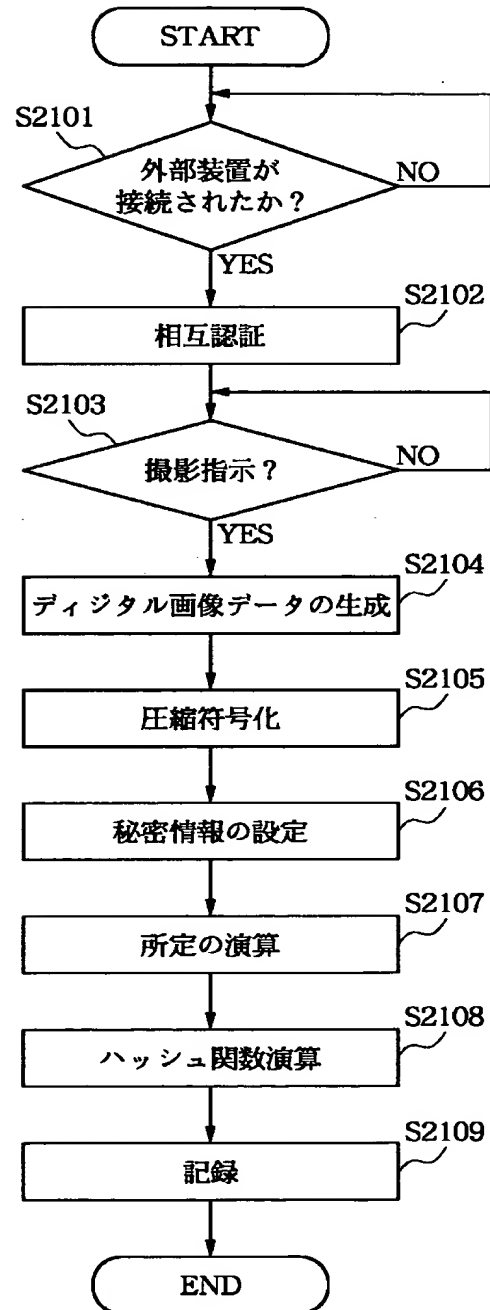 START
S2101
外部装置が
接続されたか？
NO
YES
S2102
相互認証
S2103
撮影指示？
NO
YES
S2104
ディジタル画像データの生成
S2105
圧縮符号化
S2106
秘密情報の設定
S2107
所定の演算
S2108
ハッシュ関数演算
S2109
記録
END